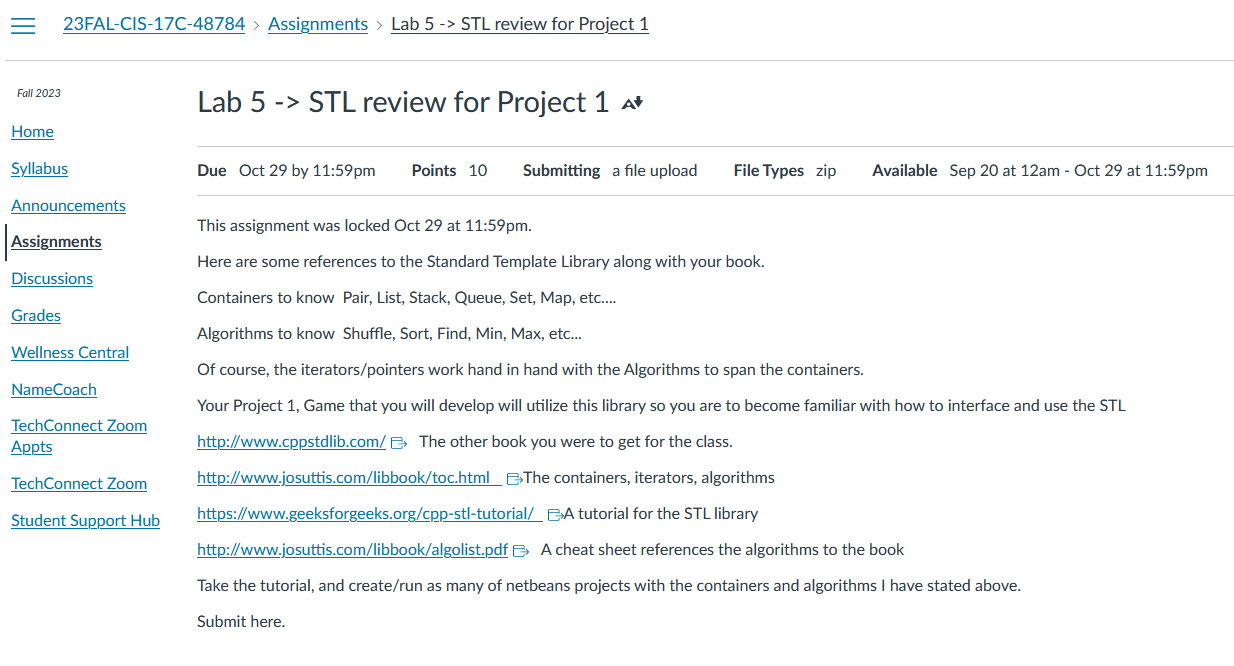 23FAL-CIS-17C-48784 > Assignments > Lab 5 -> STL review for Project 1
Fall 2023
Home
Syllabus
Announcements
Assignments
Discussions
Grades
Wellness Central
NameCoach
TechConnect Zoom
Appts
TechConnect Zoom
Student Support Hub
Lab 5 -> STL review for Project 1
Due Oct 29 by 11:59pm Points 10 Submitting a file upload File Types zip Available Sep 20 at 12am - Oct 29 at 11:59pm
This assignment was locked Oct 29 at 11:59pm.
Here are some references to the Standard Template Library along with your book.
Containers to know  Pair, List, Stack, Queue, Set, Map, etc....
Algorithms to know  Shuffle, Sort, Find, Min, Max, etc...
Of course, the iterators/pointers work hand in hand with the Algorithms to span the containers.
Your Project 1, Game that you will develop will utilize this library so you are to become familiar with how to interface and use the STL
http://www.cppstdlib.com/ The other book you were to get for the class.
http://www.josuttis.com/libbook/toc.html The containers, iterators, algorithms
https://www.geeksforgeeks.org/cpp-stl-tutorial/ A tutorial for the STL library
http://www.josuttis.com/libbook/algolist.pdf A cheat sheet references the algorithms to the book
Take the tutorial, and create/run as many of netbeans projects with the containers and algorithms I have stated above.
Submit here.